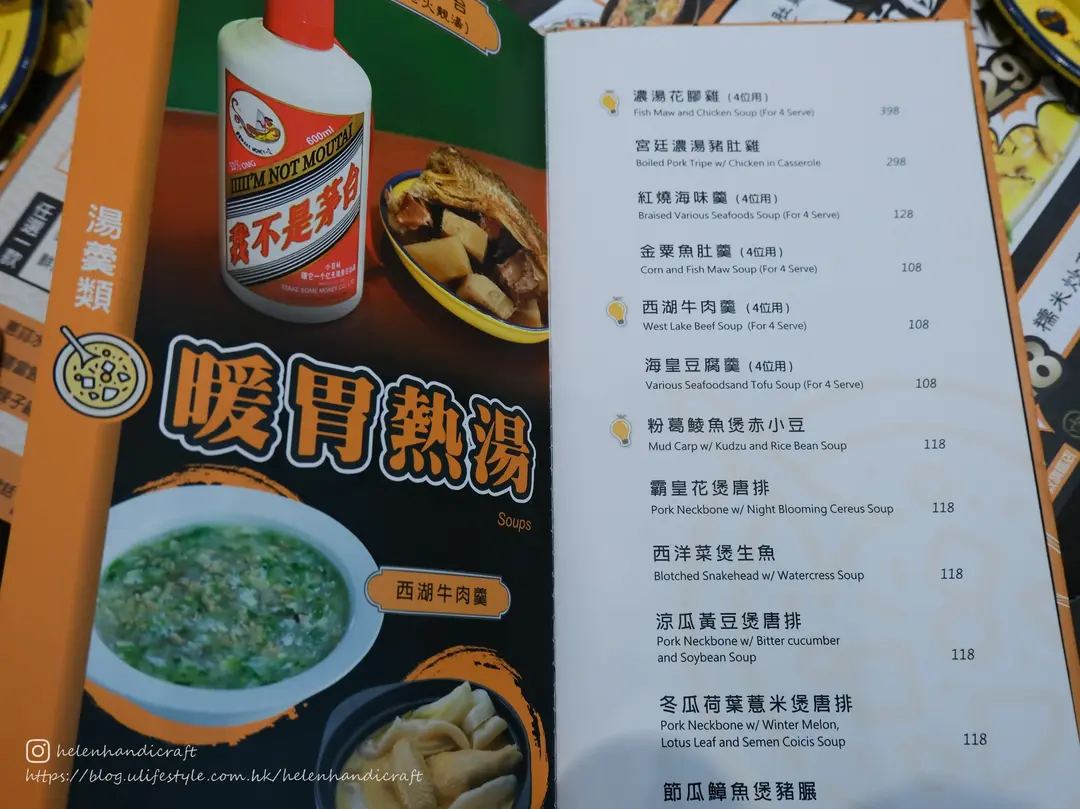 湯羹類
600ml
I'M NOT MOUTAI
我不是茅台
暖胃熱湯
Soups
西湖牛肉羹
濃湯花膠雞 (4位用)
Fish Maw and Chicken Soup (For 4 Serve) 398
宮廷濃湯豬肚雞
Boiled Pork Tripe w/ Chicken in Casserole 298
紅燒海味羹 (4位用)
Braised Various Seafoods Soup (For 4 Serve) 128
金粟魚肚羹 (4位用)
Corn and Fish Maw Soup (For 4 Serve) 108
西湖牛肉羹 (4位用)
West Lake Beef Soup (For 4 Serve) 108
海皇豆腐羹 (4位用)
Various Seafoodsand Tofu Soup (For 4 Serve) 108
粉葛鯪魚煲赤小豆
Mud Carp w/ Kudzu and Rice Bean Soup 118
霸皇花煲唐排
Pork Neckbone w/ Night Blooming Cereus Soup 118
西洋菜煲生魚
Blotched Snakehead w/ Watercress Soup 118
涼瓜黃豆煲唐排
Pork Neckbone w/ Bitter cucumber
and Soybean Soup 118
冬瓜荷葉薏米煲唐排
Pork Neckbone w/ Winter Melon,
Lotus Leaf and Semen Coicis Soup 118
節瓜鱆魚煲豬𦟌
任選一款
糯米炒
29
8
helenhandicraft
https://blog.ulifestyle.com.hk/helenhandicraft